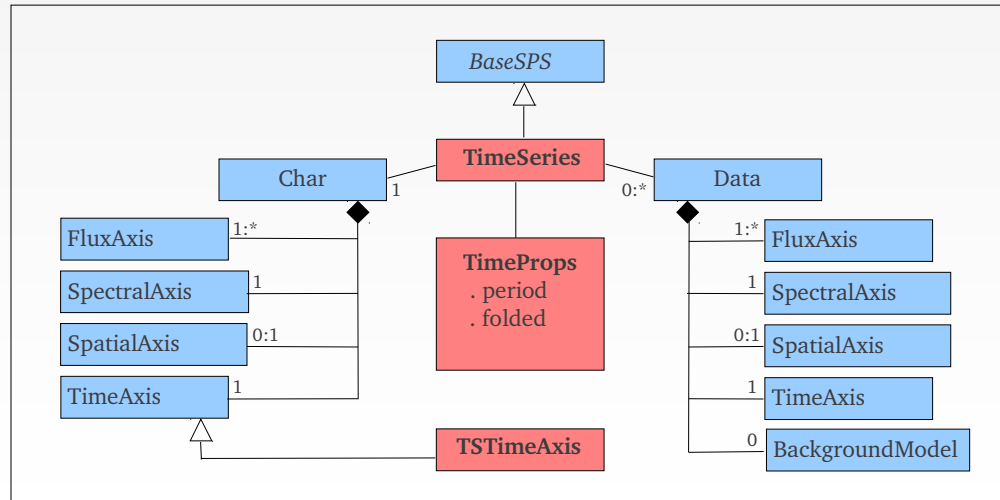 BaseSPS
TimeSeries
Char
1
0:*
Data
FluxAxis
1:*
SpectralAxis
1
SpatialAxis
0:1
TimeAxis
1
TimeProps
. period
. folded
TSTimeAxis
1:*
FluxAxis
1
SpectralAxis
0:1
SpatialAxis
1
TimeAxis
0
BackgroundModel